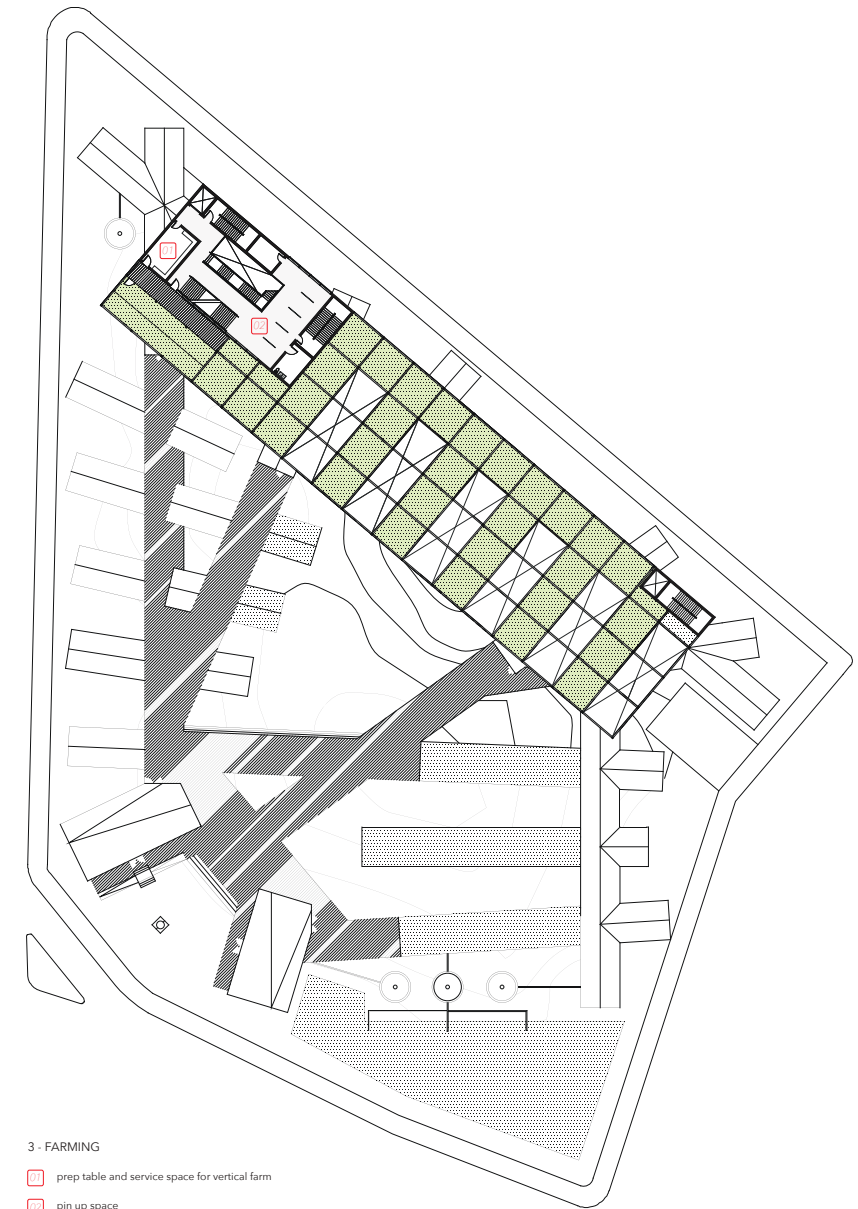 01
02
3 - FARMING
01 prep table and service space for vertical farm
02 pin up space